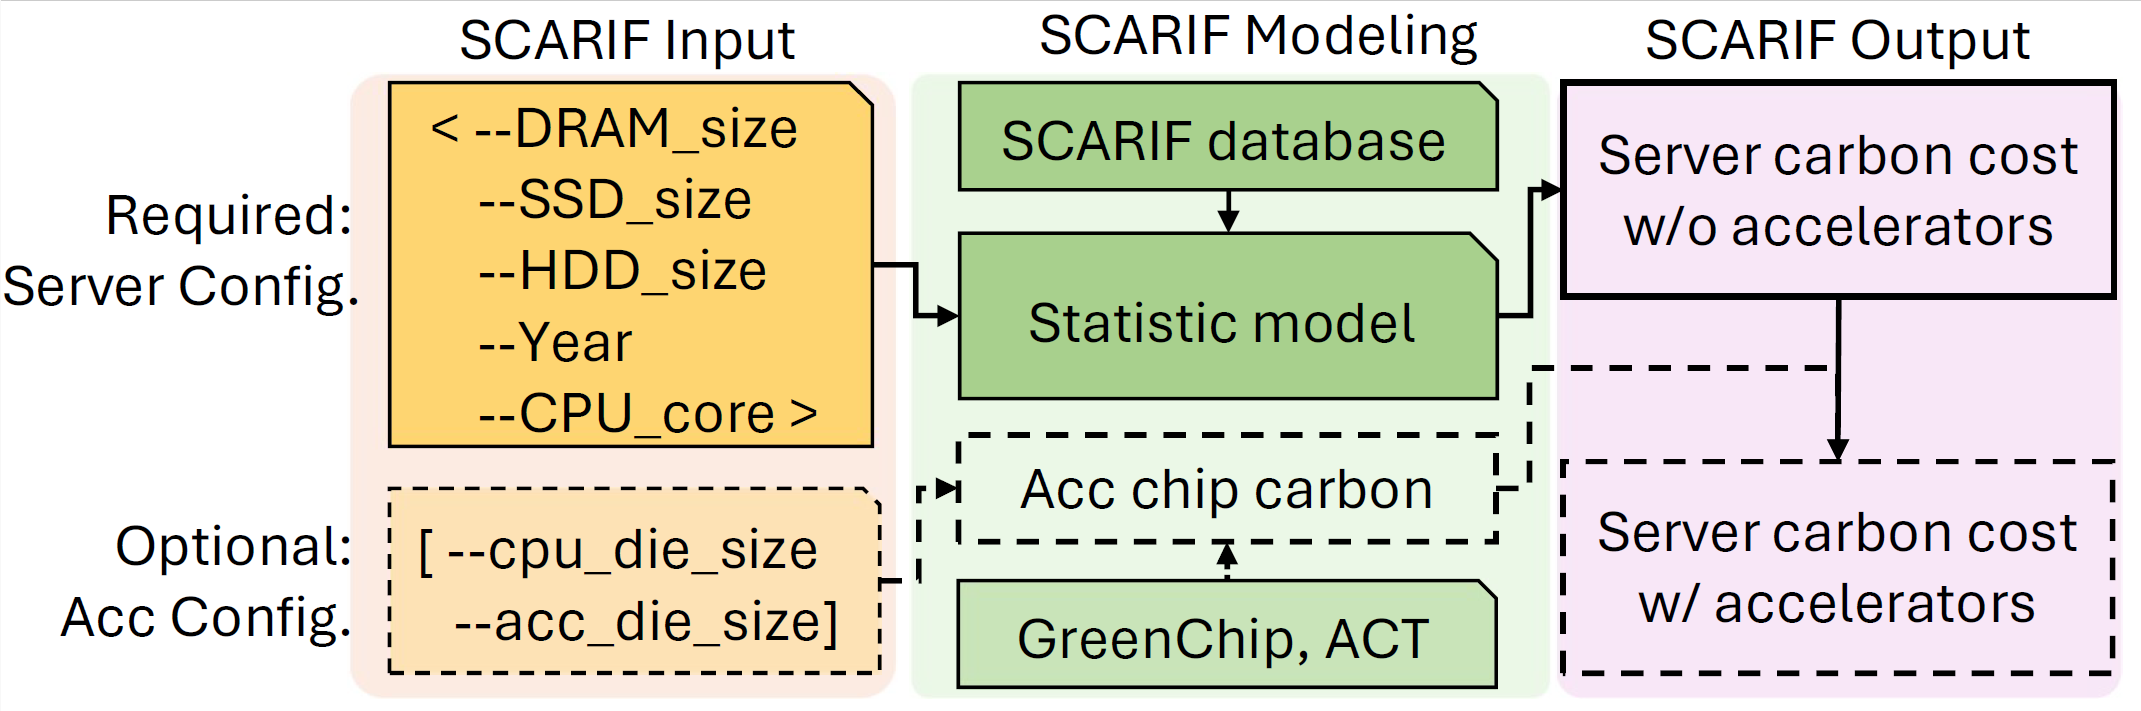 SCARIF Input
SCARIF Modeling
SCARIF Output
Required:
Server Config.
< --DRAM_size
--SSD_size
--HDD_size
--Year
--CPU_core >
Optional:
Acc Config.
[ --cpu_die_size
--acc_die_size]
SCARIF database
Statistic model
Acc chip carbon
GreenChip, ACT
Server carbon cost
w/o accelerators
Server carbon cost
w/ accelerators